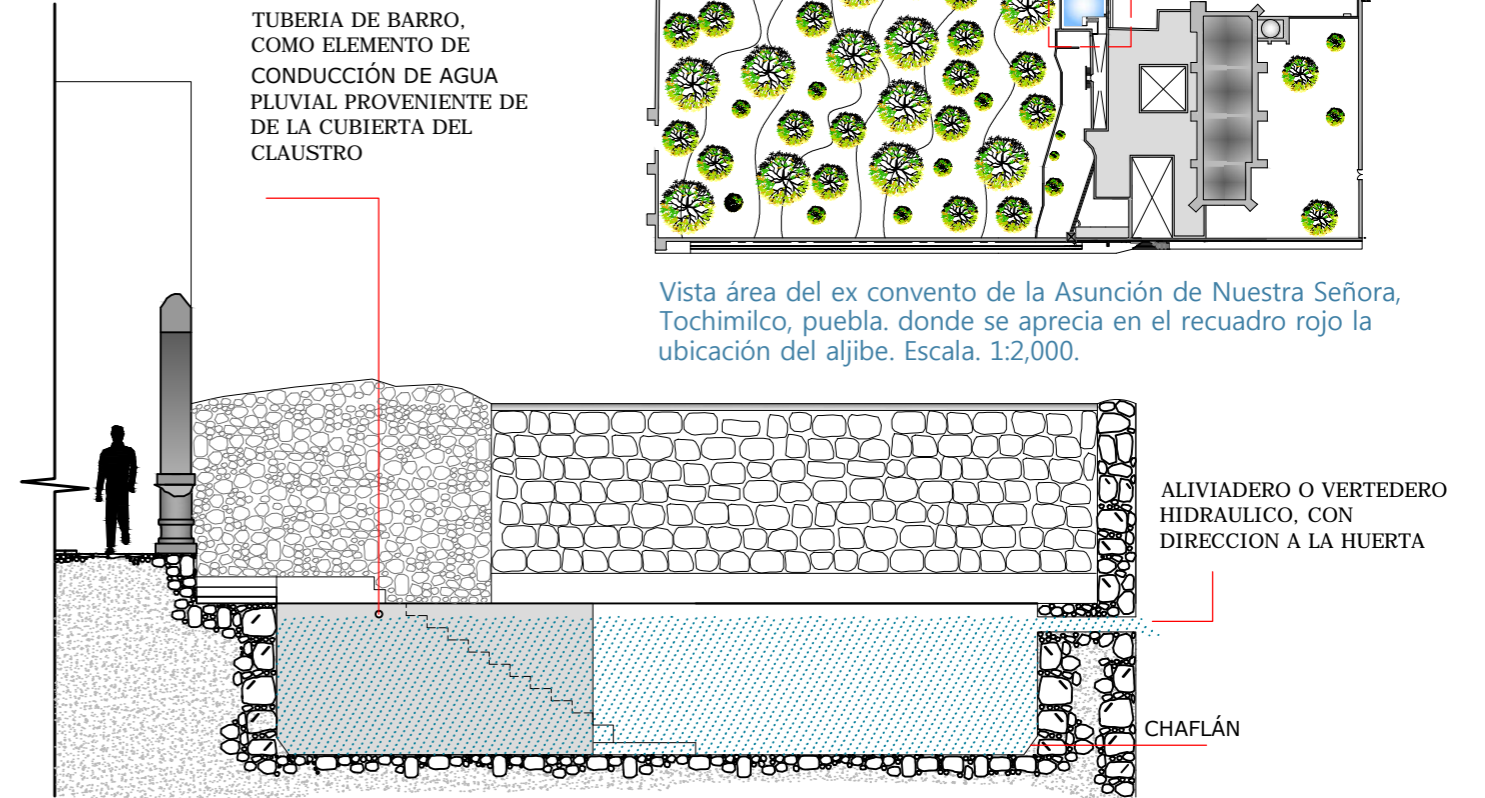 TUBERIA DE BARRO,
COMO ELEMENTO DE
CONDUCCIÓN DE AGUA
PLUVIAL PROVENIENTE DE
DE LA CUBIERTA DEL
CLAUSTRO
Vista área del ex convento de la Asunción de Nuestra Señora,
Tochimilco, puebla. donde se aprecia en el recuadro rojo la
ubicación del aljibe. Escala. 1:2,000.
ALIVIADERO O VERTEDERO
HIDRAULICO, CON
DIRECCION A LA HUERTA
CHAFLÁN